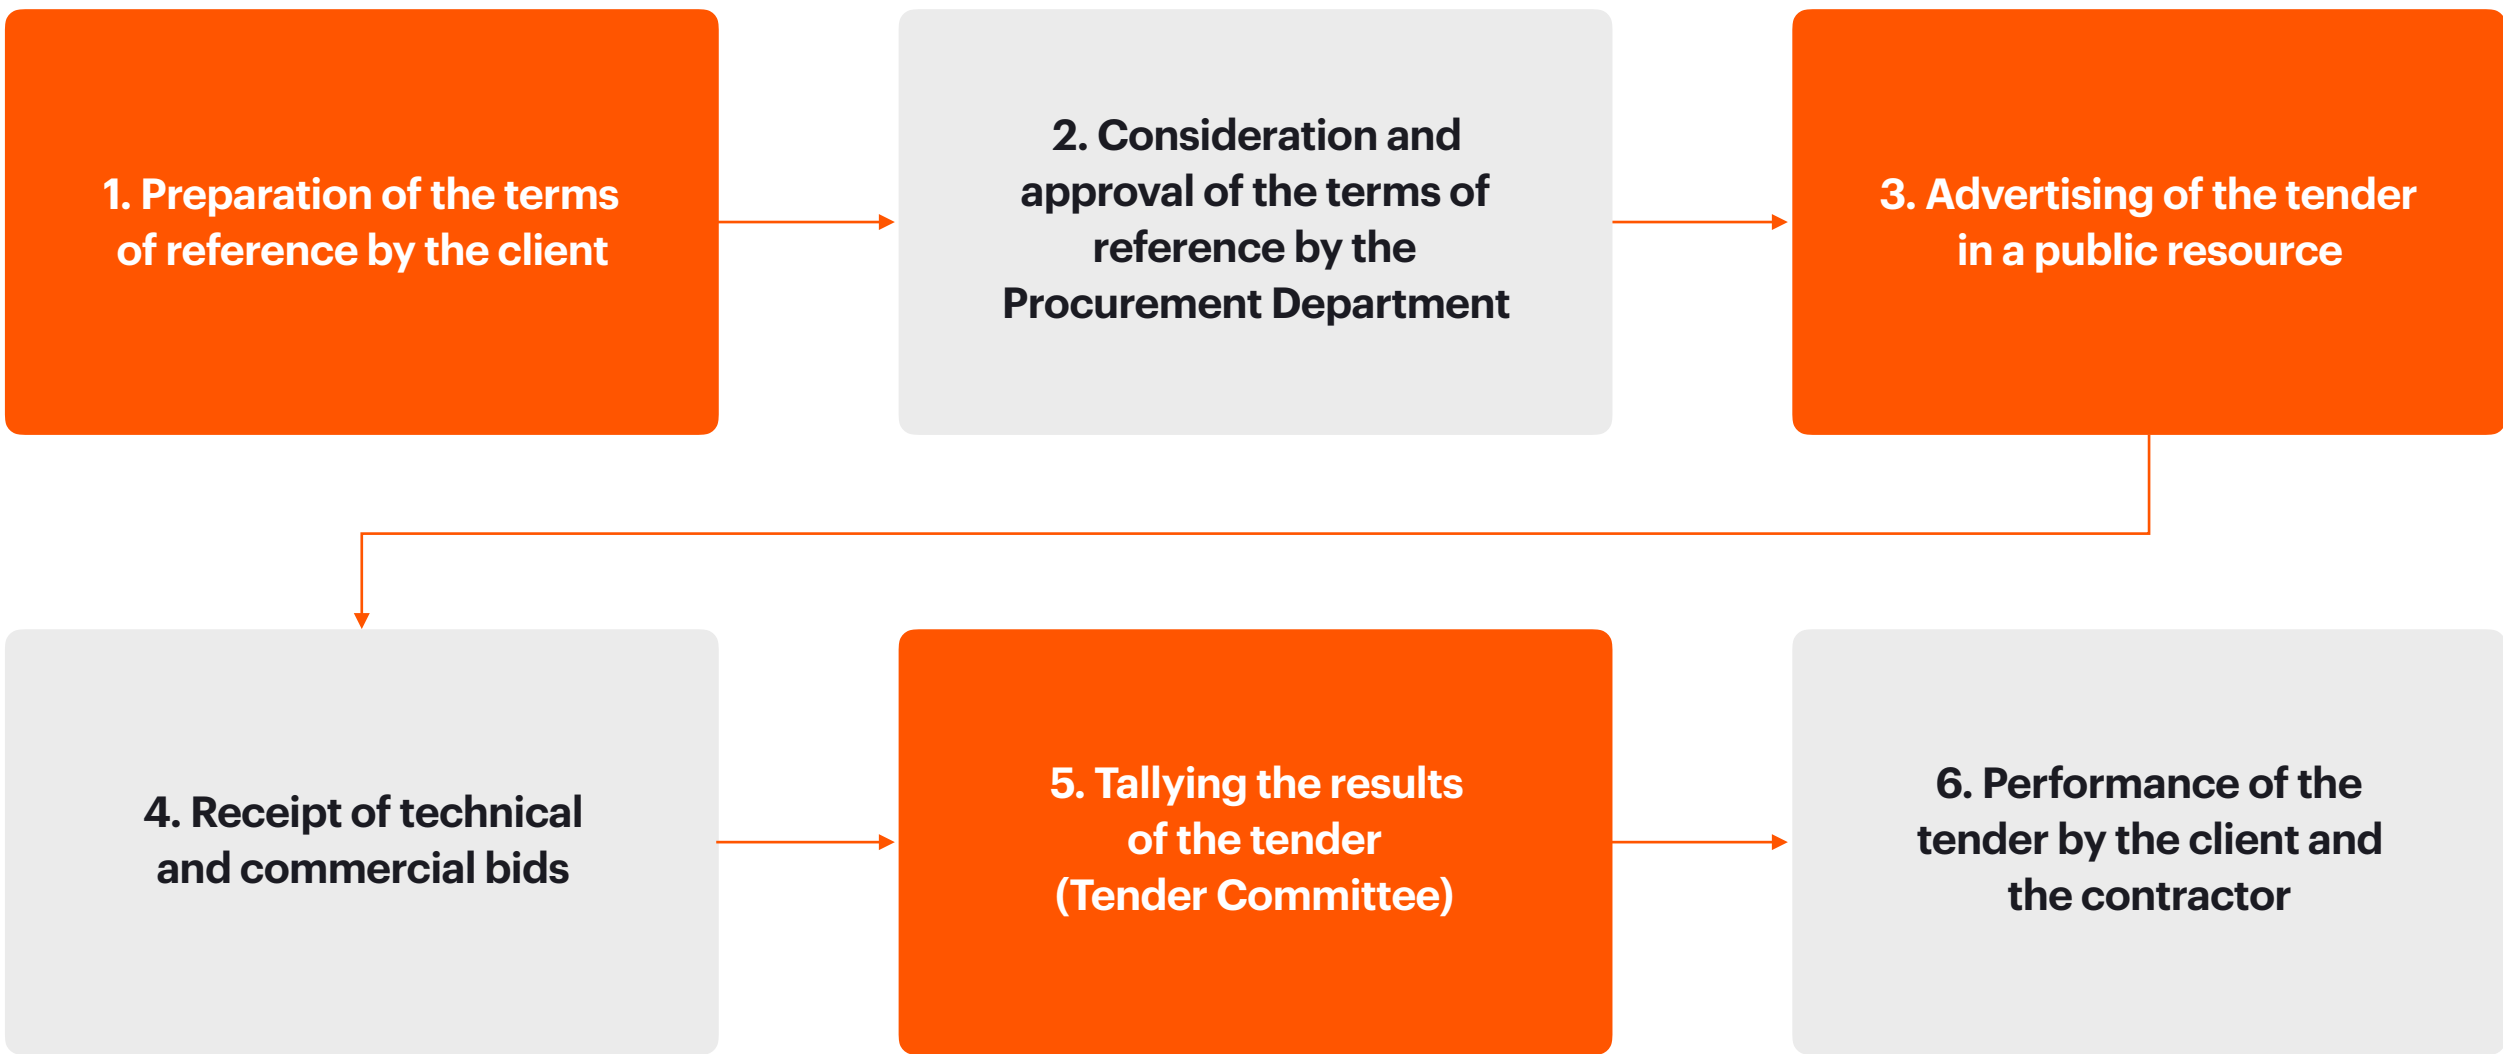 1. Preparation of the terms
of reference by the client
2. Consideration and
approval of the terms of
reference by the
Procurement Department
3. Advertising of the tender
in a public resource
4. Receipt of technical
and commercial bids
5. Tallying the results
of the tender
(Tender Committee)
6. Performance of the
tender by the client and
the contractor